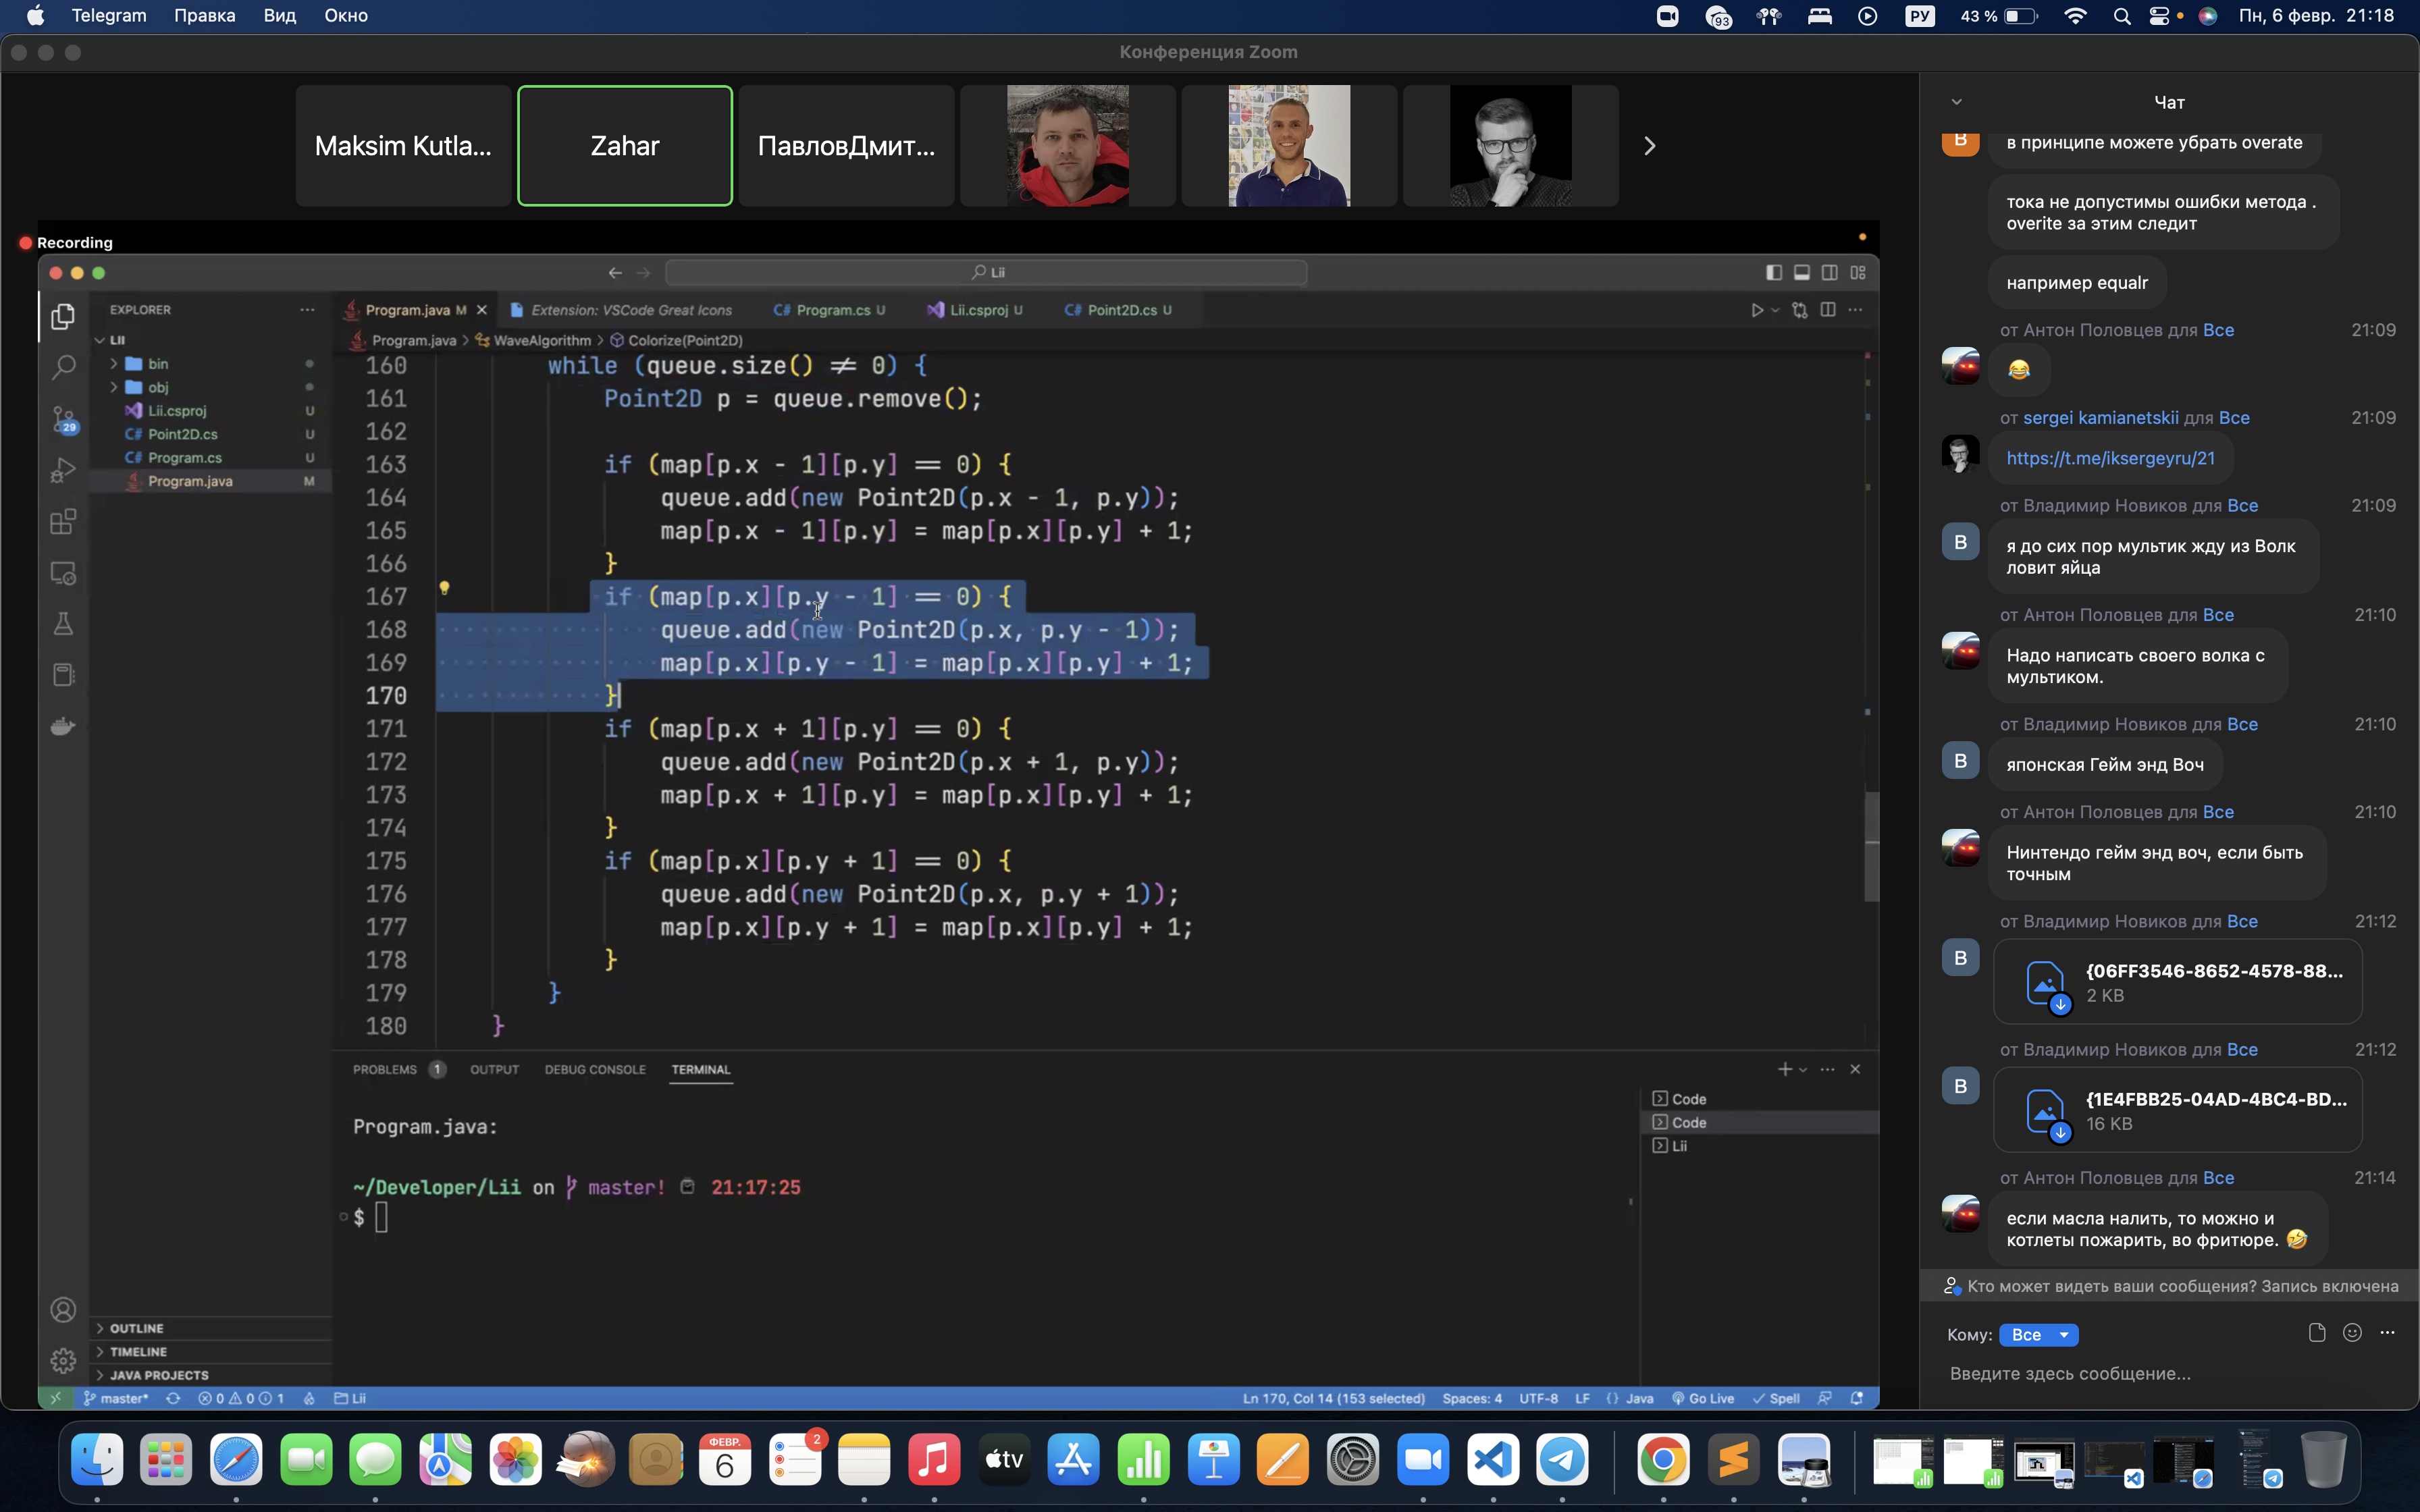 Telegram Правка Вид Окно
93 РУ 43 % Пн, 6 февр. 21:18
Конференция Zoom
Maksim Kutla...
Zahar
ПавловДмит...
Recording
Lii
EXPLORER
LII
bin
obj
Lii.csproj U
Point2D.cs U
Program.cs U
Program.java M
29
Program.java M
Extension: VSCode Great Icons
Program.cs U
Lii.csproj U
Point2D.cs U
Program.java > WaveAlgorithm > Colorize(Point2D)
160 while (queue.size() ≠ 0) {
161 Point2D p = queue.remove();
162
163 if (map[p.x - 1][p.y] == 0) {
164 queue.add(new Point2D(p.x - 1, p.y));
165 map[p.x - 1][p.y] = map[p.x][p.y] + 1;
166 }
167 if (map[p.x][p.y - 1] == 0) {
168 queue.add(new Point2D(p.x, p.y - 1));
169 map[p.x][p.y - 1] = map[p.x][p.y] + 1;
170 }
171 if (map[p.x + 1][p.y] == 0) {
172 queue.add(new Point2D(p.x + 1, p.y));
173 map[p.x + 1][p.y] = map[p.x][p.y] + 1;
174 }
175 if (map[p.x][p.y + 1] == 0) {
176 queue.add(new Point2D(p.x, p.y + 1));
177 map[p.x][p.y + 1] = map[p.x][p.y] + 1;
178 }
179 }
180 }
PROBLEMS 1 OUTPUT DEBUG CONSOLE TERMINAL
Program.java:
~/Developer/Lii on master! 21:17:25
$
Code
Code
Lii
OUTLINE
TIMELINE
JAVA PROJECTS
master* 0 0 1 Lii
Ln 170, Col 14 (153 selected) Spaces: 4 UTF-8 LF {} Java Go Live Spell
Чат
В
в принципе можете убрать overate
тока не допустимы ошибки метода .
overite за этим следит
например equalr
от Антон Половцев для Все 21:09
😂
от sergei kamianetskii для Все 21:09
https://t.me/iksergeyru/21
от Владимир Новиков для Все 21:09
В
я до сих пор мультик жду из Волк
ловит яйца
от Антон Половцев для Все 21:10
Надо написать своего волка с
мультиком.
от Владимир Новиков для Все 21:10
В
японская Гейм энд Воч
от Антон Половцев для Все 21:10
Нинтендо гейм энд воч, если быть
точным
от Владимир Новиков для Все 21:12
В
{06FF3546-8652-4578-88...
2 KB
от Владимир Новиков для Все 21:12
В
{1E4FBB25-04AD-4BC4-BD...
16 KB
от Антон Половцев для Все 21:14
если масла налить, то можно и
котлеты пожарить, во фритюре. 🤣
Кто может видеть ваши сообщения? Запись включена
Кому: Все
Введите здесь сообщение...
ФЕВР.
6
2
tv